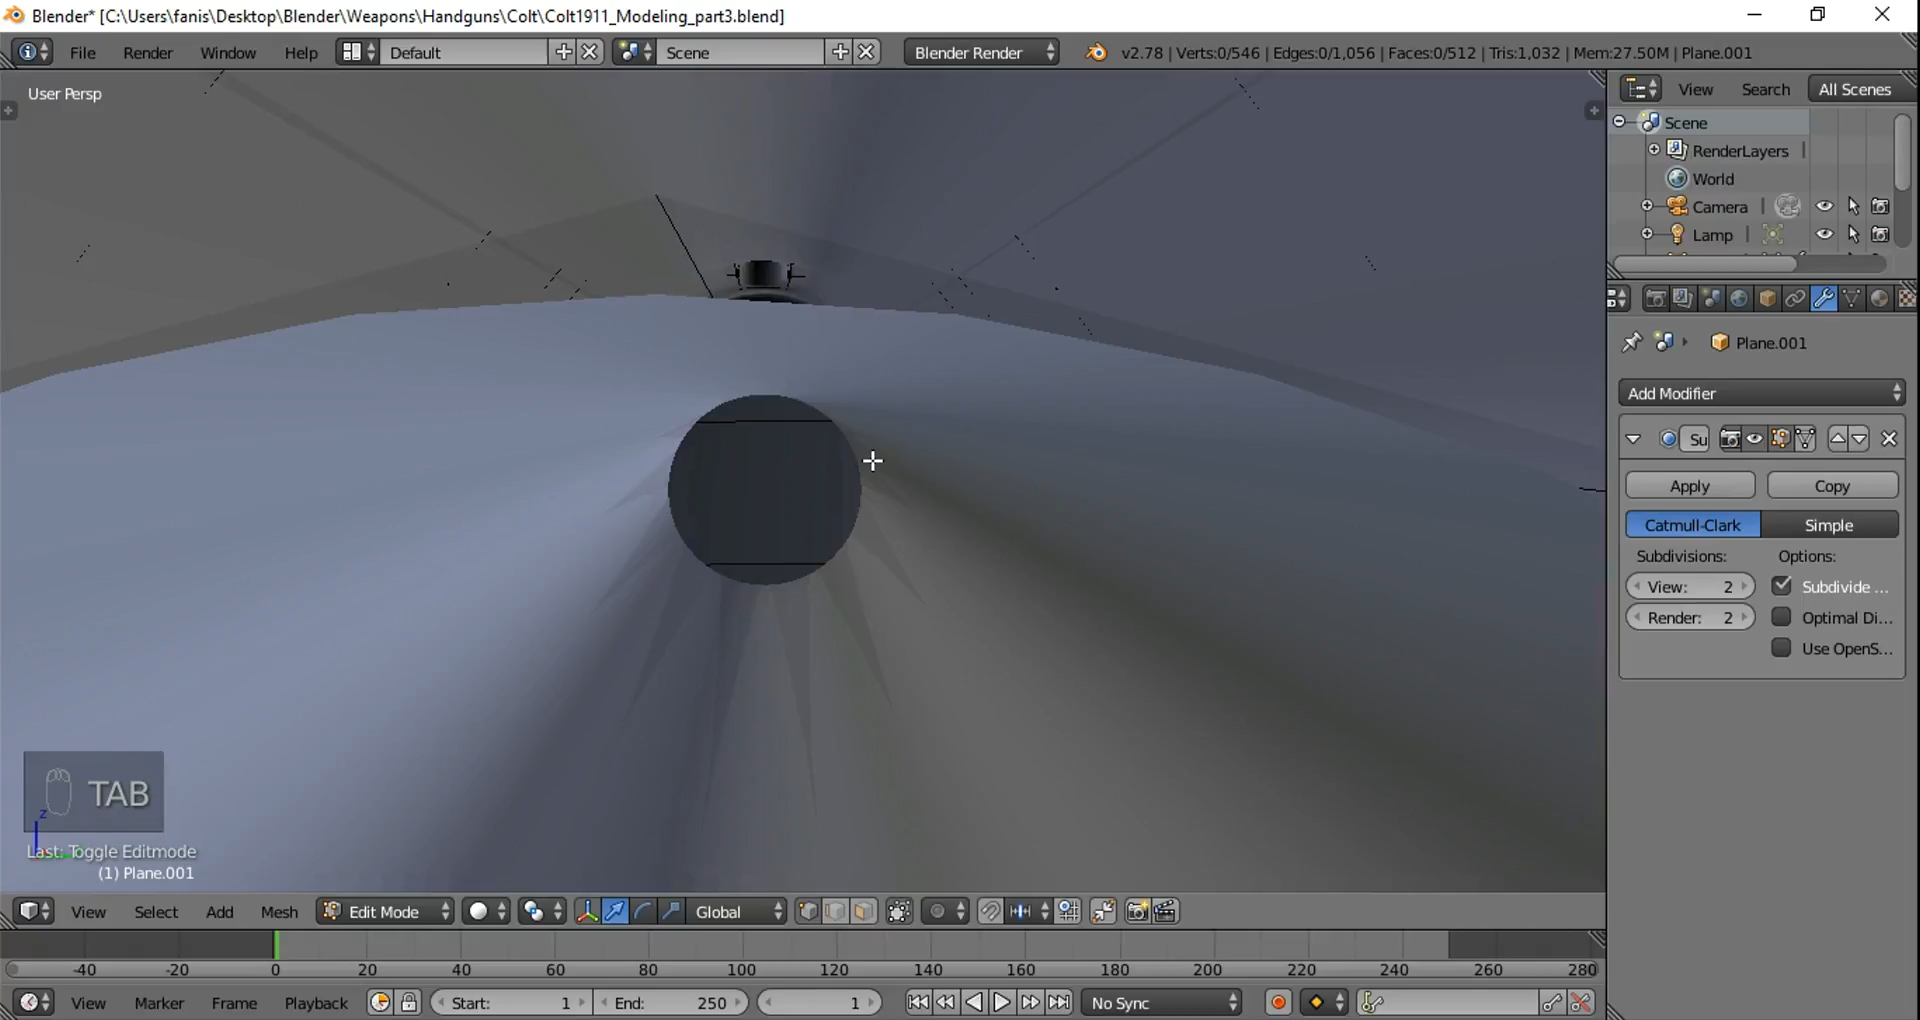 Blender* [C:\Users\fanis\Desktop\Blender\Weapons\Handguns\Colt\Colt1911_Modeling_part3.blend]
File Render Window Help Default Scene Blender Render v2.78 | Verts:0/546 | Edges:0/1,056 | Faces:0/512 | Tris:1,032 | Mem:27.50M | Plane.001
User Persp
View Search All Scenes
Scene
RenderLayers
World
Camera
Lamp
Plane.001
Add Modifier
Su
Apply Copy
Catmull-Clark Simple
Subdivisions: Options:
View: 2 Subdivide ...
Render: 2 Optimal Di...
Use OpenS...
TAB
z
Last: Toggle Editmode
(1) Plane.001
View Select Add Mesh Edit Mode Global
-40 -20 0 20 40 60 80 100 120 140 160 180 200 220 240 260 280
View Marker Frame Playback Start: 1 End: 250 1 No Sync